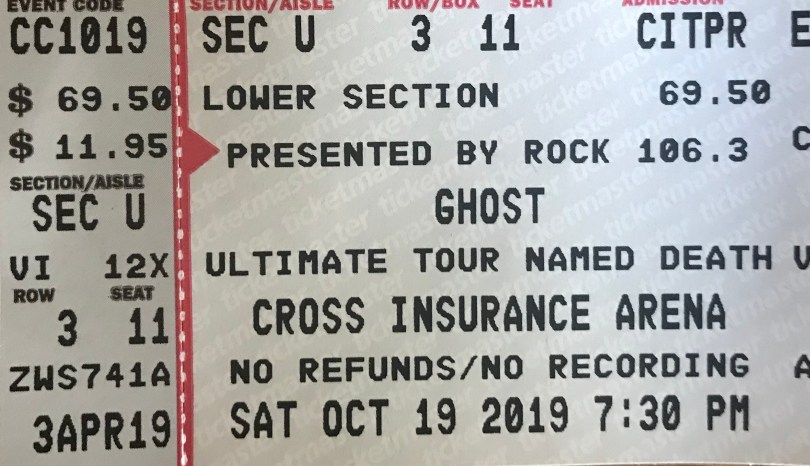 EVENT CODE
CC1019
$ 69.50
$ 11.95
SECTION/AISLE
SEC U
VI 12X
ROW SEAT
3 11
ZWS741A
3APR19
SECTION/AISLE ROW/BOX SEAT ADMISSION
SEC U 3 11 CITPR E
LOWER SECTION 69.50
PRESENTED BY ROCK 106.3 C
GHOST
ULTIMATE TOUR NAMED DEATH V
CROSS INSURANCE ARENA
NO REFUNDS/NO RECORDING A
SAT OCT 19 2019 7:30 PM
ticketmaster